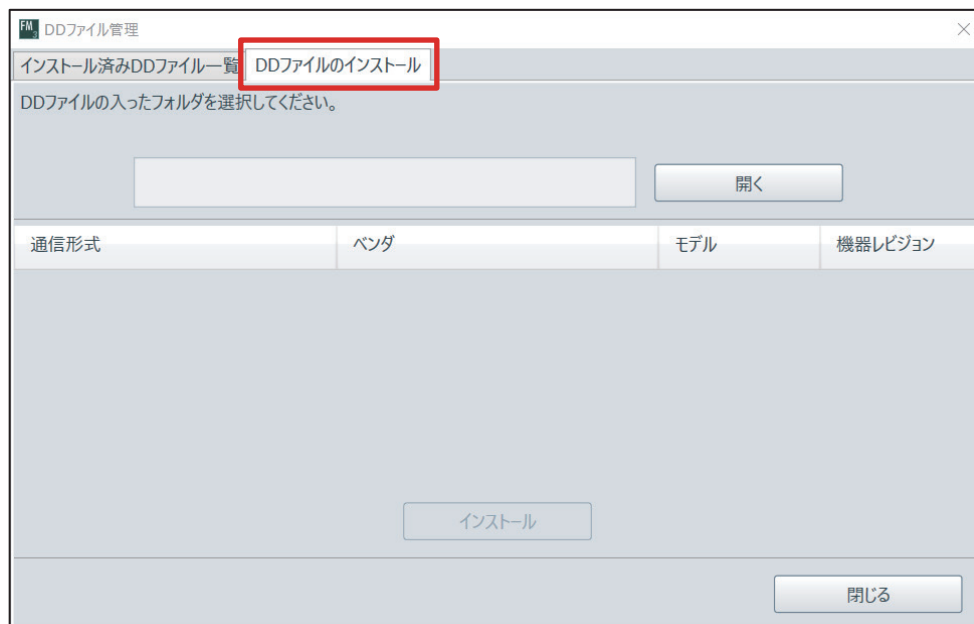 FM2 DDファイル管理
インストール済みDDファイル一覧 DDファイルのインストール
DDファイルの入ったフォルダを選択してください。
開く
通信形式 ベンダ モデル 機器レビジョン
インストール
閉じる